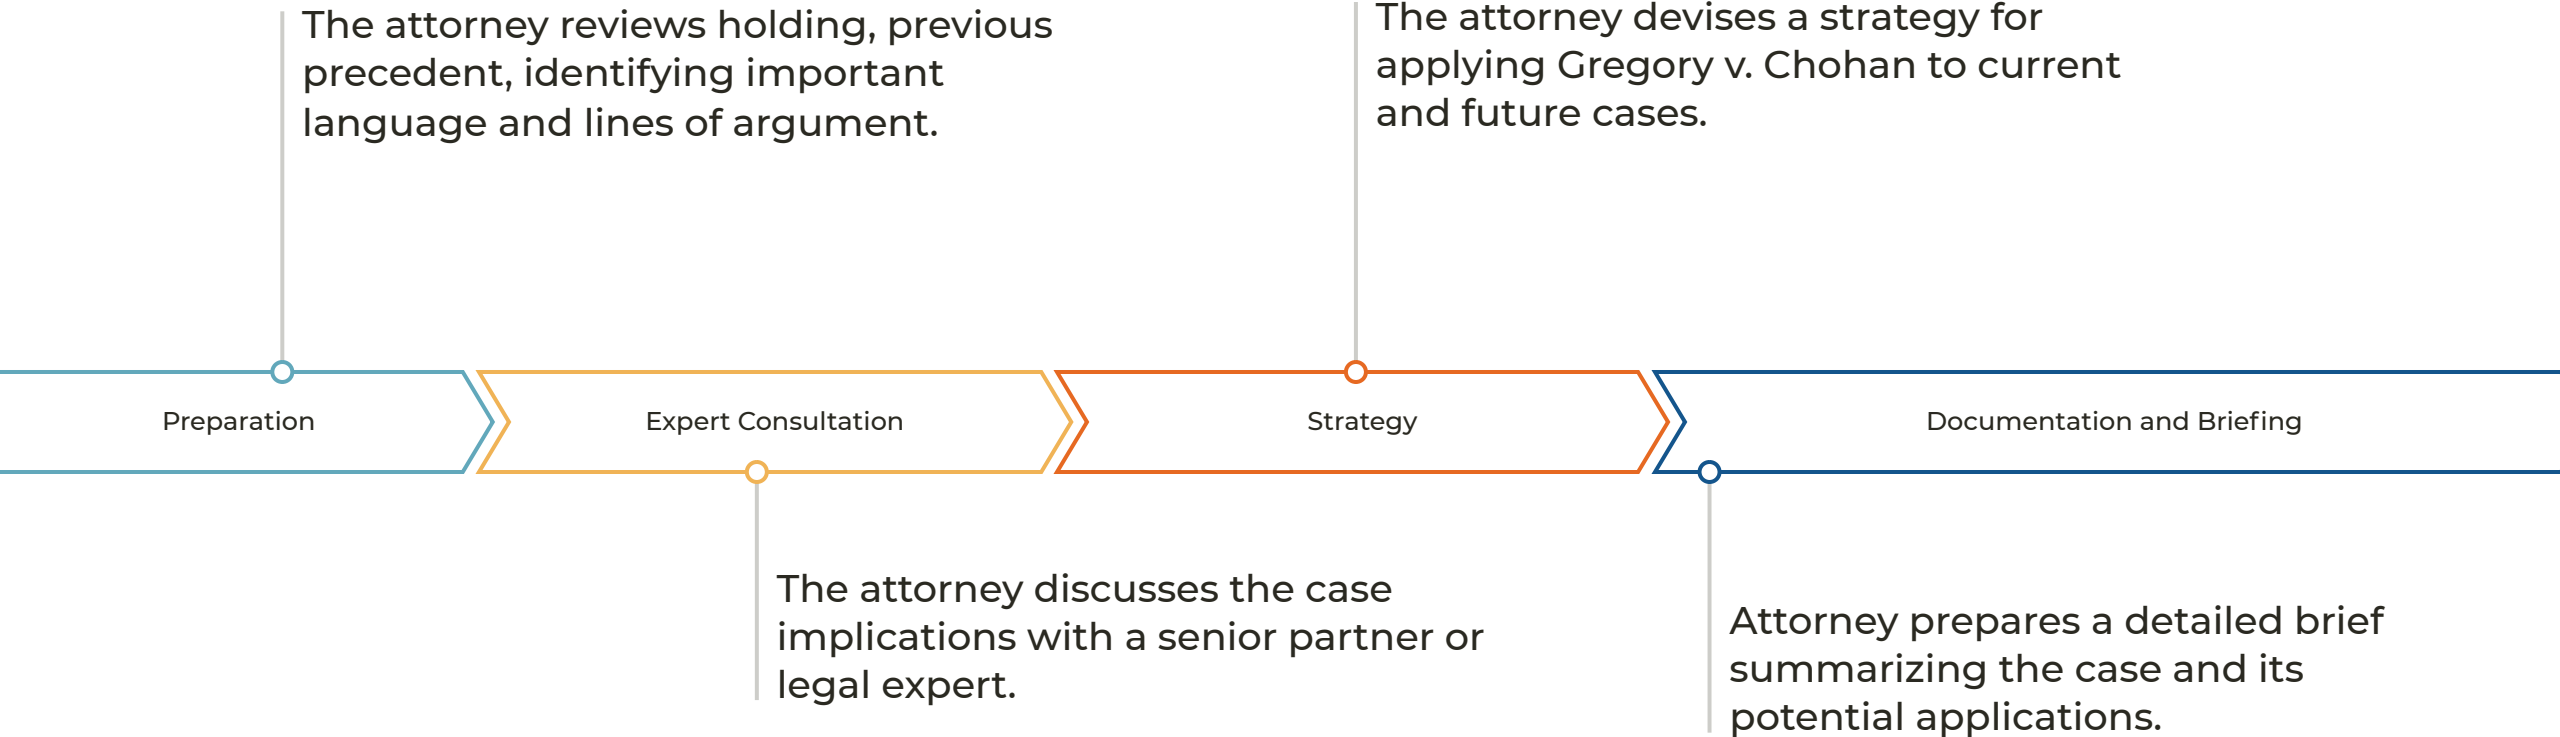 The attorney reviews holding, previous
precedent, identifying important
language and lines of argument.
The attorney devises a strategy for
applying Gregory v. Chohan to current
and future cases.
Preparation
Expert Consultation
Strategy
Documentation and Briefing
The attorney discusses the case
implications with a senior partner or
legal expert.
Attorney prepares a detailed brief
summarizing the case and its
potential applications.